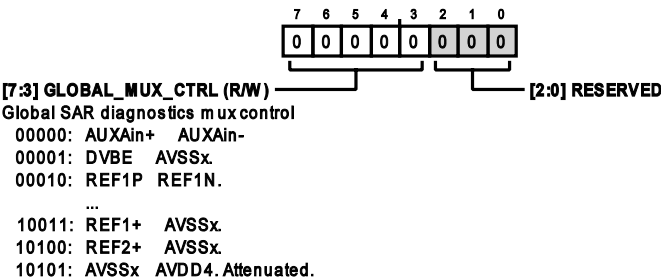 7 6 5 4 3 2 1 0
0 0 0 0 0 0 0 0
[7:3] GLOBAL_MUX_CTRL (R/W) [2:0] RESERVED
Global SAR diagnostics mux control
00000: AUXAin+ AUXAin-
00001: DVBE AVSSx.
00010: REF1P REF1N.
...
10011: REF1+ AVSSx.
10100: REF2+ AVSSx.
10101: AVSSx AVDD4. Attenuated.